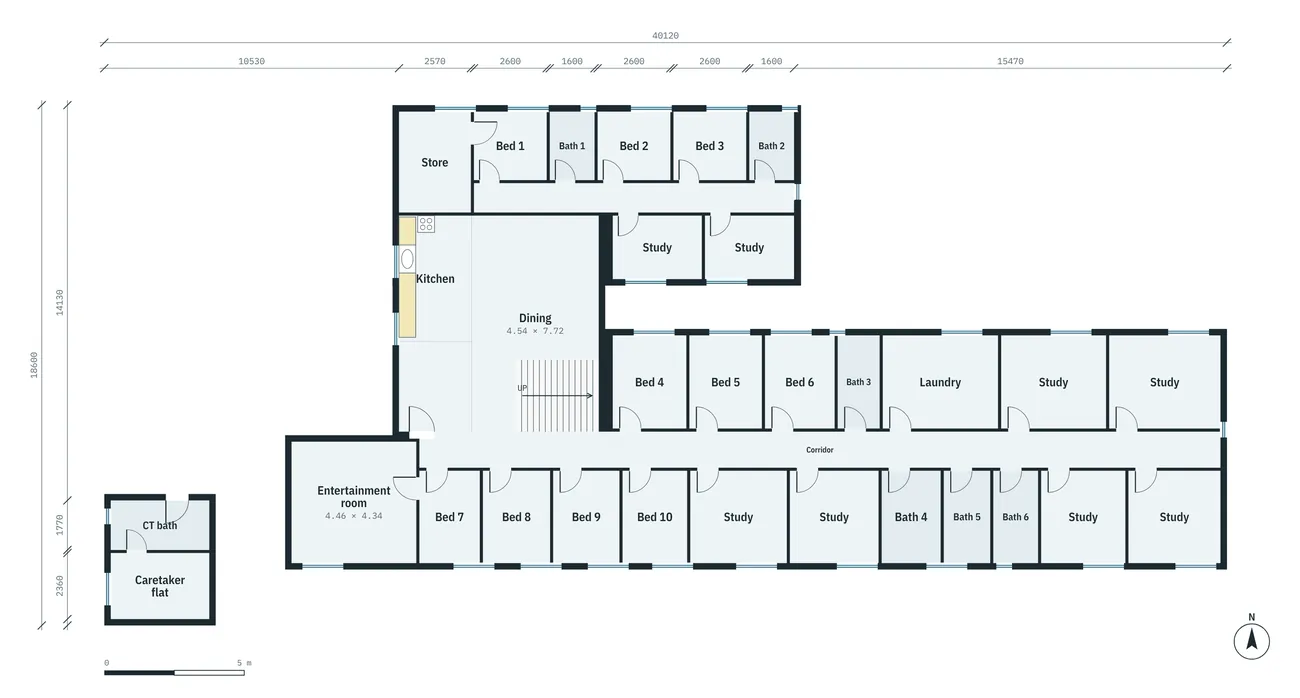 40120
10530 2570 2600 1600 2600 2600 1600 15470
Store
Bed 1
Bath 1
Bed 2
Bed 3
Bath 2
Kitchen
Study
Study
14130
18600
Dining
4.54 × 7.72
UP
Bed 4
Bed 5
Bed 6
Bath 3
Laundry
Study
Study
Corridor
Entertainment
room
4.46 × 4.34
Bed 7
Bed 8
Bed 9
Bed 10
Study
Study
Bath 4
Bath 5
Bath 6
Study
Study
1770
CT bath
2360
Caretaker
flat
N
0 5 m